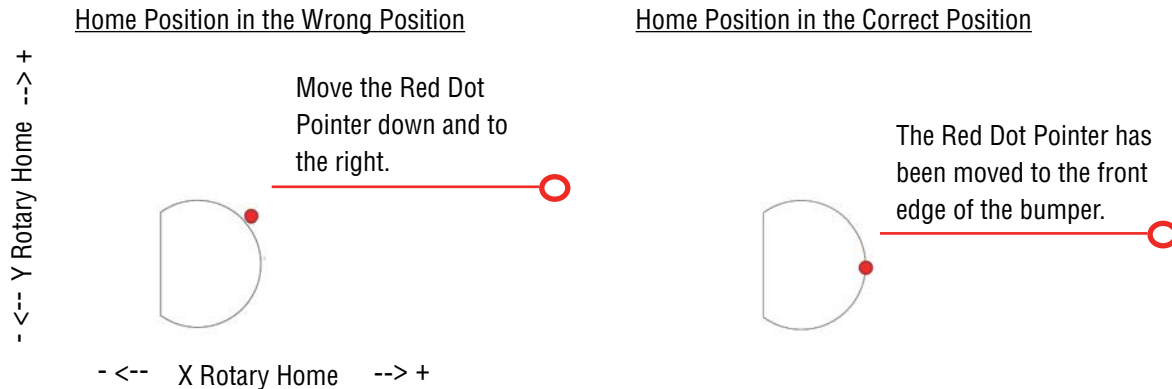 Home Position in the Wrong Position
Home Position in the Correct Position
- <-- Y Rotary Home --> +
Move the Red Dot
Pointer down and to
the right.
The Red Dot Pointer has
been moved to the front
edge of the bumper.
- <-- X Rotary Home --> +